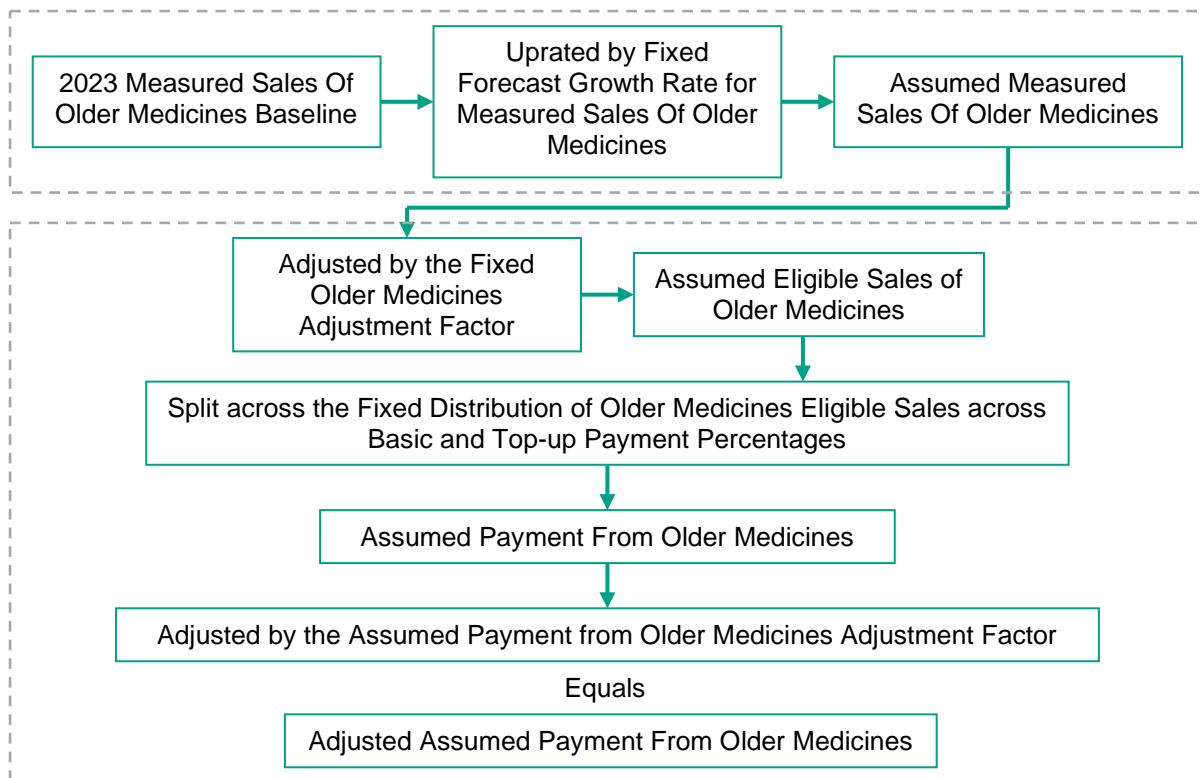 2023 Measured Sales Of
Older Medicines Baseline
Uprated by Fixed
Forecast Growth Rate for
Measured Sales Of Older
Medicines
Assumed Measured
Sales Of Older Medicines
Adjusted by the Fixed
Older Medicines
Adjustment Factor
Assumed Eligible Sales of
Older Medicines
Split across the Fixed Distribution of Older Medicines Eligible Sales across
Basic and Top-up Payment Percentages
Assumed Payment From Older Medicines
Adjusted by the Assumed Payment from Older Medicines Adjustment Factor
Equals
Adjusted Assumed Payment From Older Medicines